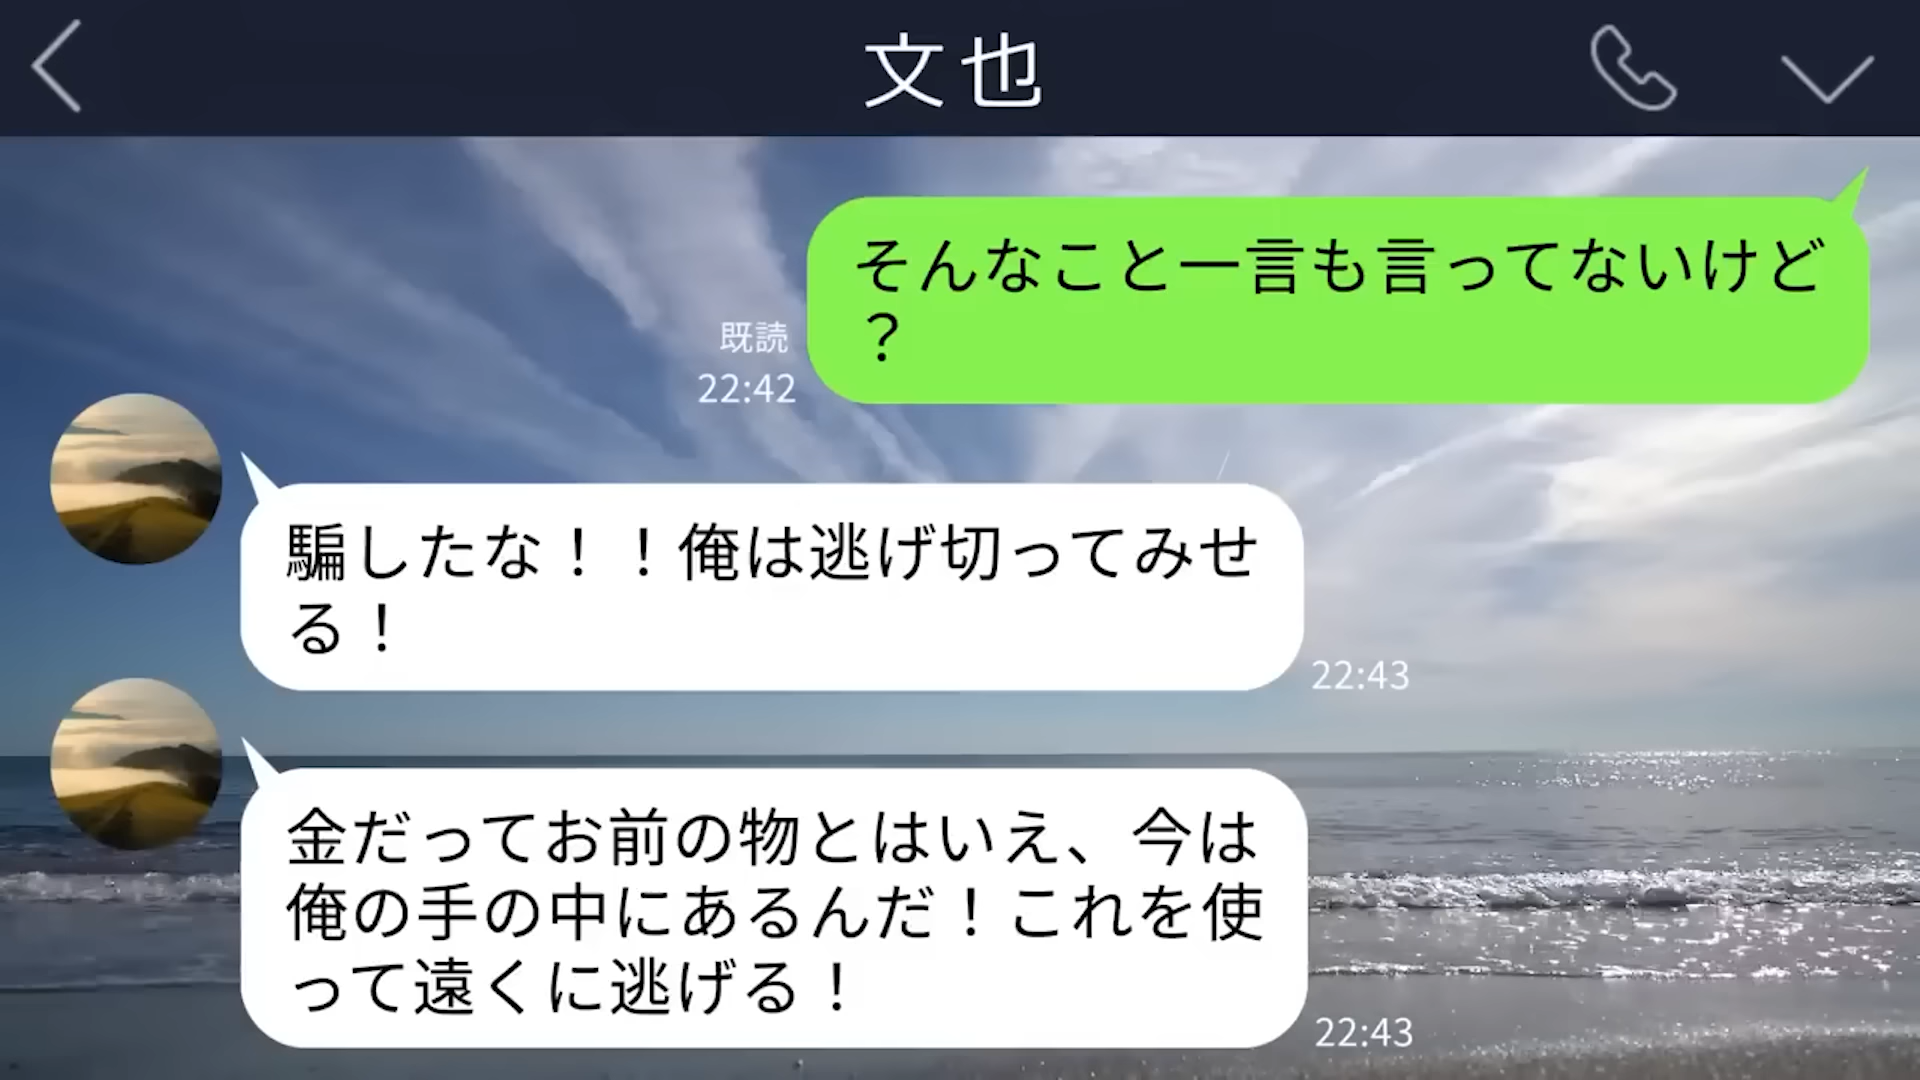 文也
そんなこと一言も言ってないけど
？
既読
22:42
騙したな！！俺は逃げ切ってみせ
る！
22:43
金だってお前の物とはいえ、今は
俺の手の中にあるんだ！これを使
って遠くに逃げる！
22:43